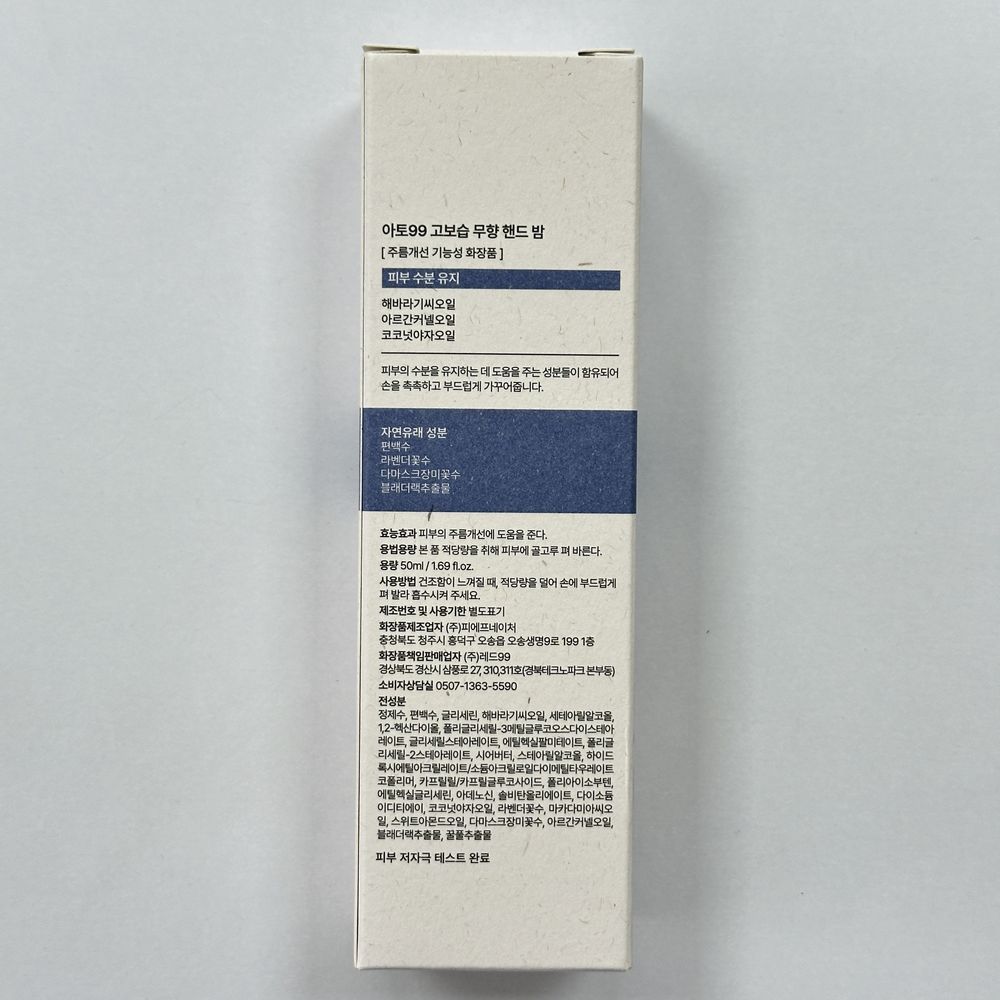 아토99 고보습 무향 핸드 밤
[ 주름개선 기능성 화장품 ]
피부 수분 유지
해바라기씨오일
아르간커넬오일
코코넛야자오일
피부의 수분을 유지하는 데 도움을 주는 성분들이 함유되어
손을 촉촉하고 부드럽게 가꾸어줍니다.
자연유래 성분
편백수
라벤더꽃수
다마스크장미꽃수
블래더랙추출물
효능효과 피부의 주름개선에 도움을 준다.
용법용량 본 품 적당량을 취해 피부에 골고루 펴 바른다.
용량 50ml / 1.69 fl.oz.
사용방법 건조함이 느껴질 때, 적당량을 덜어 손에 부드럽게
펴 발라 흡수시켜 주세요.
제조번호 및 사용기한 별도표기
화장품제조업자 (주)피에프네이처
충청북도 청주시 흥덕구 오송읍 오송생명9로 199 1층
화장품책임판매업자 (주)레드99
경상북도 경산시 삼풍로 27, 310,311호(경북테크노파크 본부동)
소비자상담실 0507-1363-5590
전성분
정제수, 편백수, 글리세린, 해바라기씨오일, 세테아릴알코올,
1,2-헥산다이올, 폴리글리세릴-3메틸글루코오스다이스테아
레이트, 글리세릴스테아레이트, 에틸헥실팔미테이트, 폴리글
리세릴-2스테아레이트, 시어버터, 스테아릴알코올, 하이드
록시에틸아크릴레이트/소듐아크릴로일다이메틸타우레이트
코폴리머, 카프릴릴/카프릴글루코사이드, 폴리아이소부텐,
에틸헥실글리세린, 아데노신, 솔비탄올리에이트, 다이소듐
이디티에이, 코코넛야자오일, 라벤더꽃수, 마카다미아씨오
일, 스위트아몬드오일, 다마스크장미꽃수, 아르간커넬오일,
블래더랙추출물, 꿀풀추출물
피부 저자극 테스트 완료